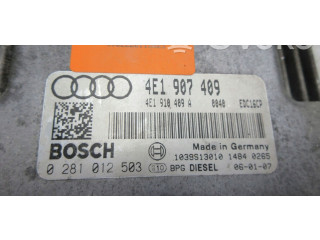 4E1 907 409
4E1 910 409 A 0040 EDC16CP
BOSCH
Made in Germany
1039S13010 1484 0265
0 281 012 503 BPG DIESEL 06-01-07